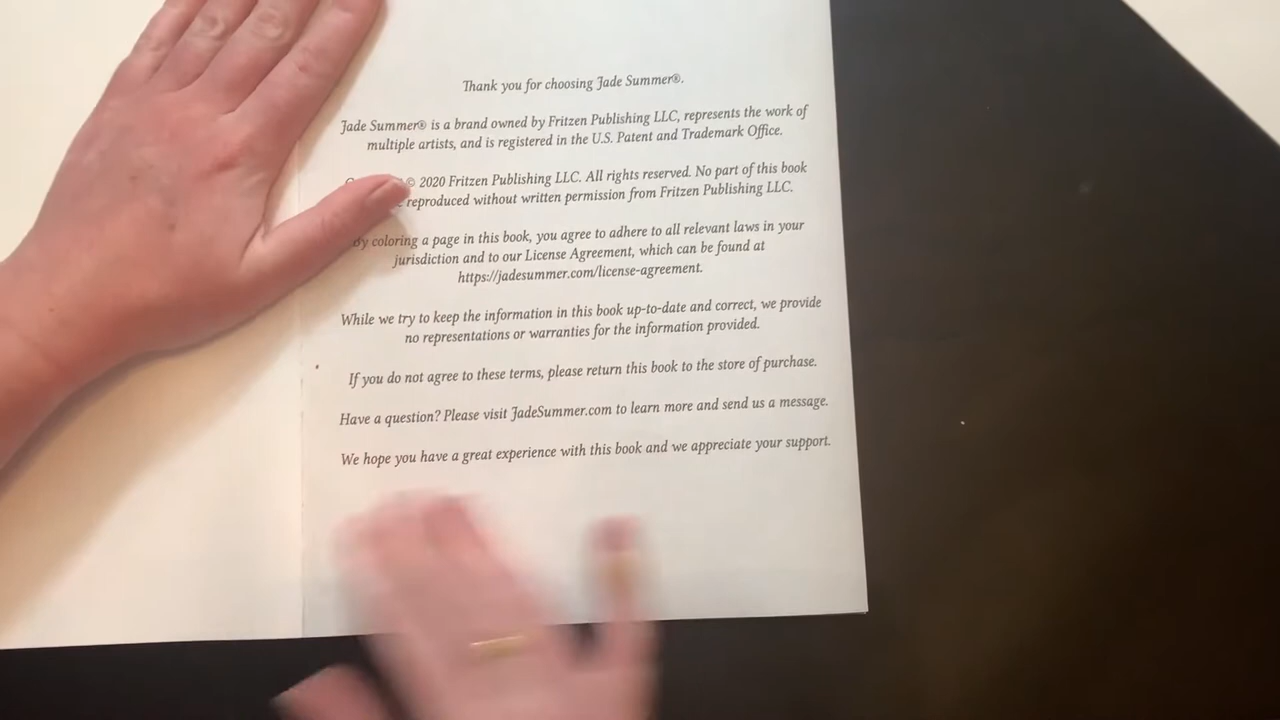 Thank you for choosing Jade Summer®.
Jade Summer® is a brand owned by Fritzen Publishing LLC, represents the work of
multiple artists, and is registered in the U.S. Patent and Trademark Office.
© 2020 Fritzen Publishing LLC. All rights reserved. No part of this book
reproduced without written permission from Fritzen Publishing LLC.
By coloring a page in this book, you agree to adhere to all relevant laws in your
jurisdiction and to our License Agreement, which can be found at
https://jadesummer.com/license-agreement.
While we try to keep the information in this book up-to-date and correct, we provide
no representations or warranties for the information provided.
If you do not agree to these terms, please return this book to the store of purchase.
Have a question? Please visit JadeSummer.com to learn more and send us a message.
We hope you have a great experience with this book and we appreciate your support.